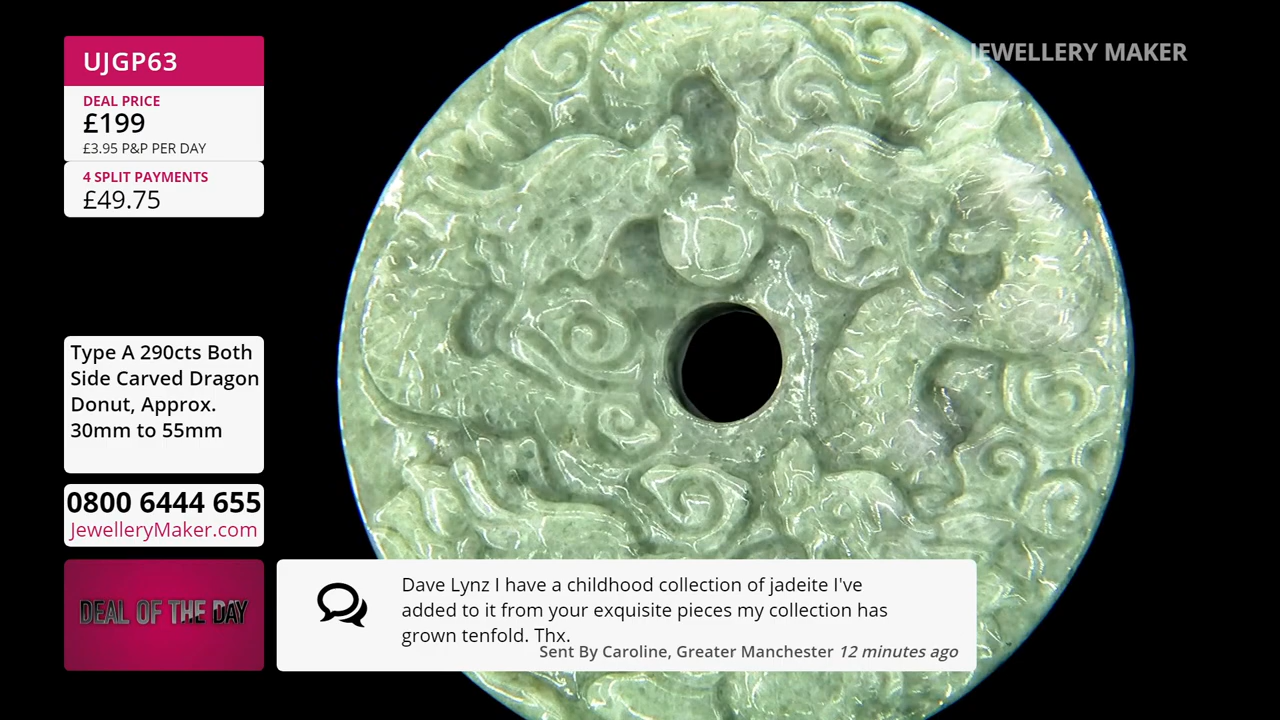 UJGP63
DEAL PRICE
£199
£3.95 P&P PER DAY
4 SPLIT PAYMENTS
£49.75
Type A 290cts Both
Side Carved Dragon
Donut, Approx.
30mm to 55mm
0800 6444 655
JewelleryMaker.com
DEAL OF THE DAY
Dave Lynz I have a childhood collection of jadeite I've
added to it from your exquisite pieces my collection has
grown tenfold. Thx.
Sent By Caroline, Greater Manchester 12 minutes ago
JEWELLERY MAKER